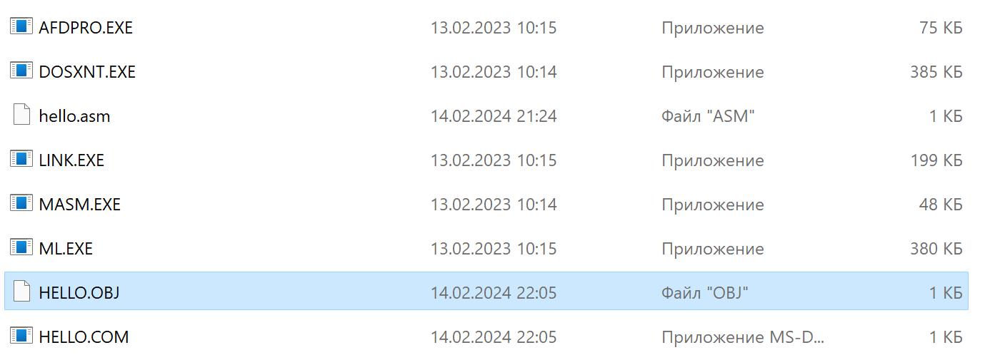 AFDPRO.EXE 13.02.2023 10:15 Приложение 75 КБ
DOSXNT.EXE 13.02.2023 10:14 Приложение 385 КБ
hello.asm 14.02.2024 21:24 Файл "ASM" 1 КБ
LINK.EXE 13.02.2023 10:15 Приложение 199 КБ
MASM.EXE 13.02.2023 10:14 Приложение 48 КБ
ML.EXE 13.02.2023 10:15 Приложение 380 КБ
HELLO.OBJ 14.02.2024 22:05 Файл "OBJ" 1 КБ
HELLO.COM 14.02.2024 22:05 Приложение MS-D... 1 КБ